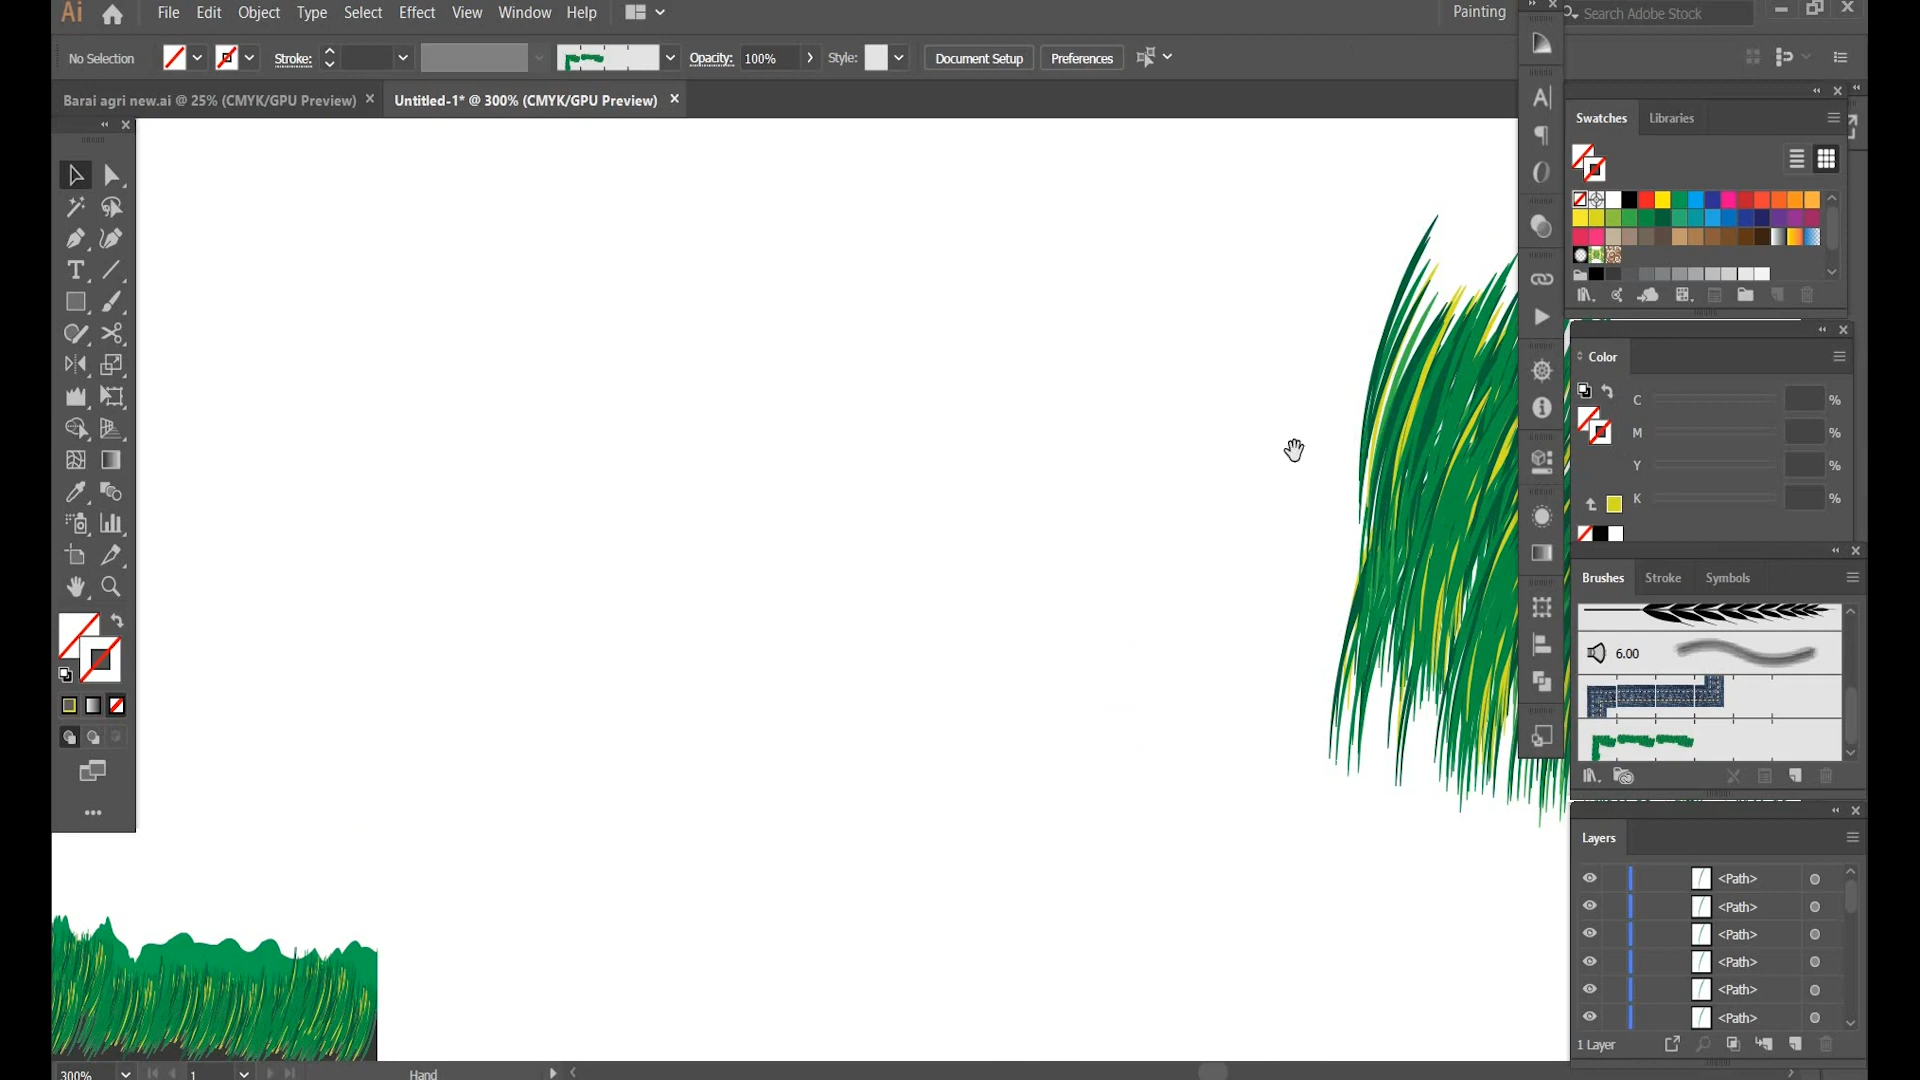 Ai File Edit Object Type Select Effect View Window Help Painting Search Adobe Stock
No Selection Stroke: Opacity: 100% Style: Document Setup Preferences
Barai agri new.ai @ 25% (CMYK/GPU Preview) Untitled-1* @ 300% (CMYK/GPU Preview)
Swatches Libraries
Color
C %
M %
Y %
K %
Brushes Stroke Symbols
6.00
Layers
<Path>
<Path>
<Path>
<Path>
<Path>
<Path>
1 Layer
300% 1 Hand